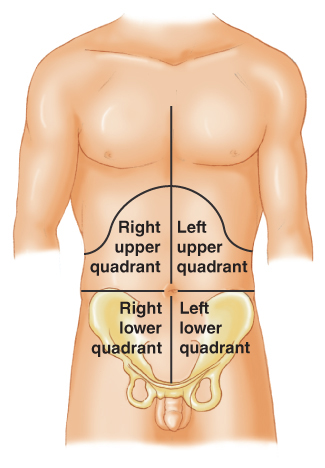 Right
upper
quadrant
Left
upper
quadrant
Right
lower
quadrant
Left
lower
quadrant